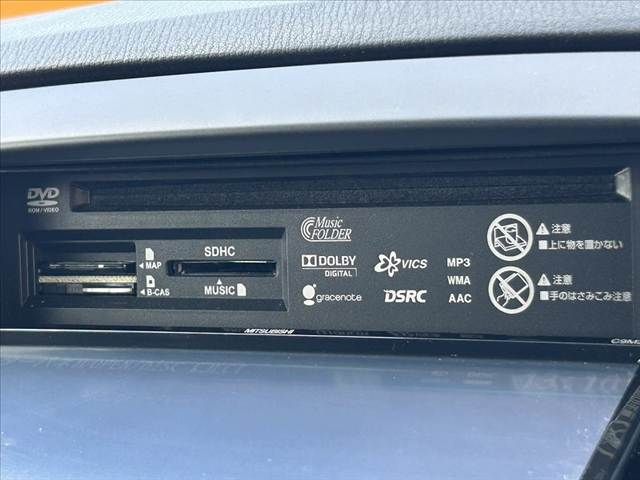 DVD
ROM / VIDEO
Music
FOLDER
⚠注意
■上に物を置かない
SDHC
MAP
DOLBY
DIGITAL
VICS
MP3
B-CAS
MUSIC
gracenote
DSRC
WMA
AAC
⚠注意
■手のはさみこみ注意
MITSUBISHI